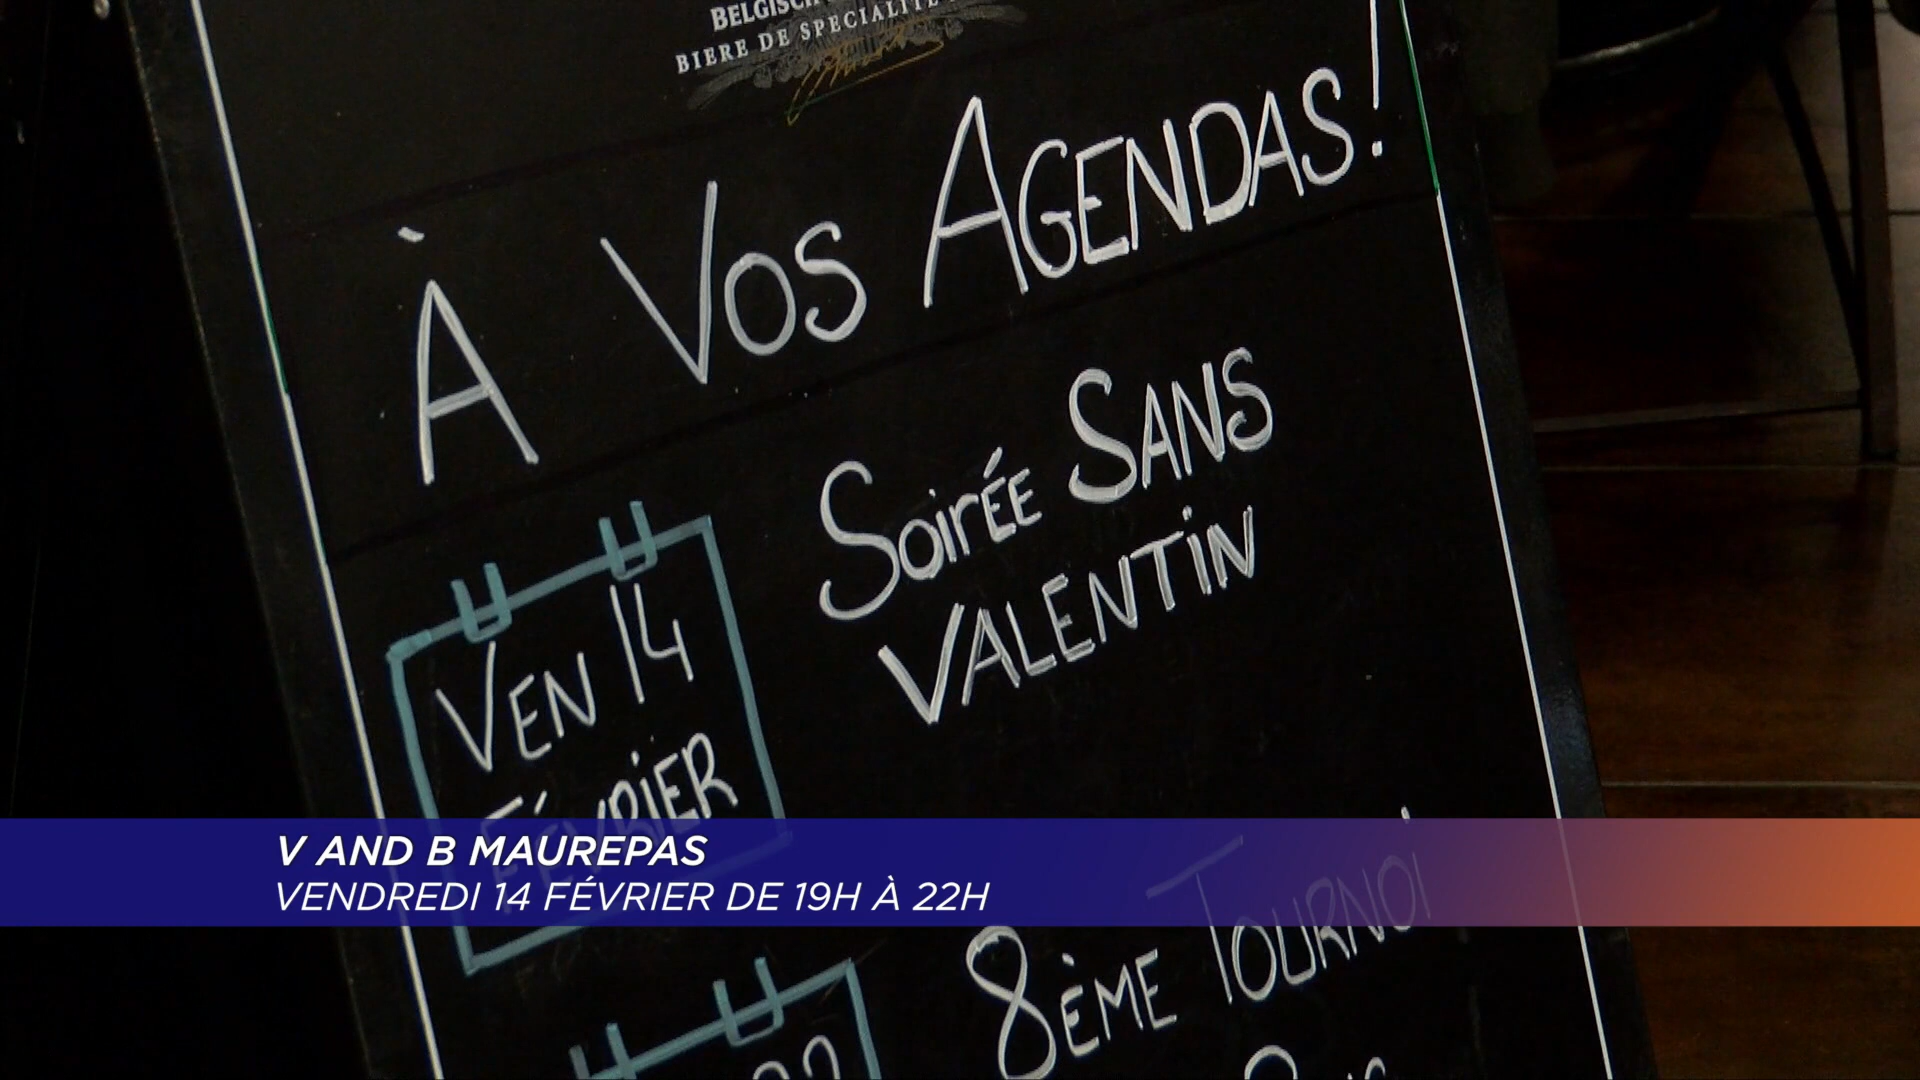 BIERE DE SPECIALITE
À VOS AGENDAS!
SOIRÉE SANS
VALENTIN
VEN 14
FÉVRIER
V AND B MAUREPAS
VENDREDI 14 FÉVRIER DE 19H À 22H
8ÈME TOURNOI